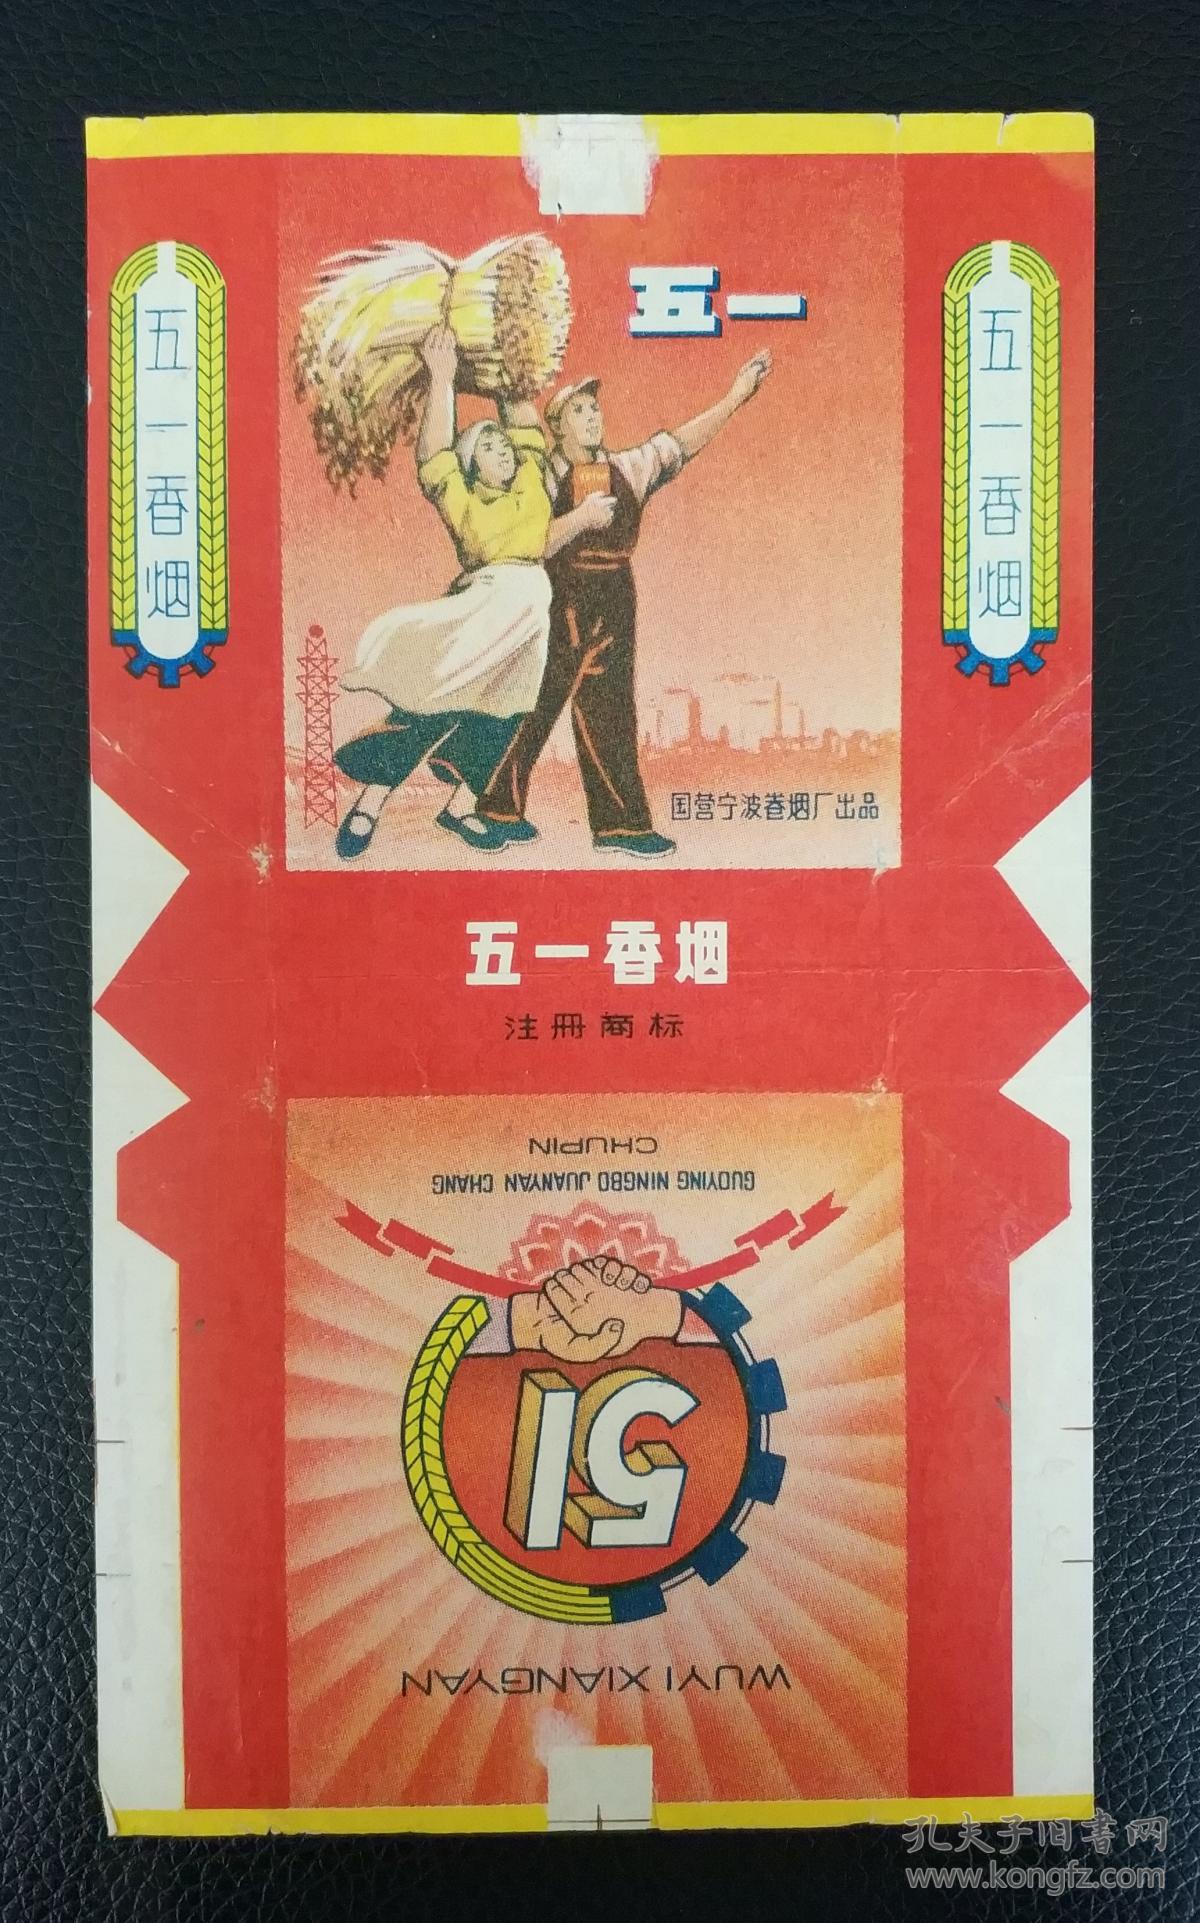 五一
五一香烟
五一香烟
国营宁波卷烟厂出品
五一香烟
注册商标
WUYI XIANGYAN
51
GUOYING NINGBO JUANYAN CHANG
CHUPIN
孔夫子旧书网
www.kongfz.com